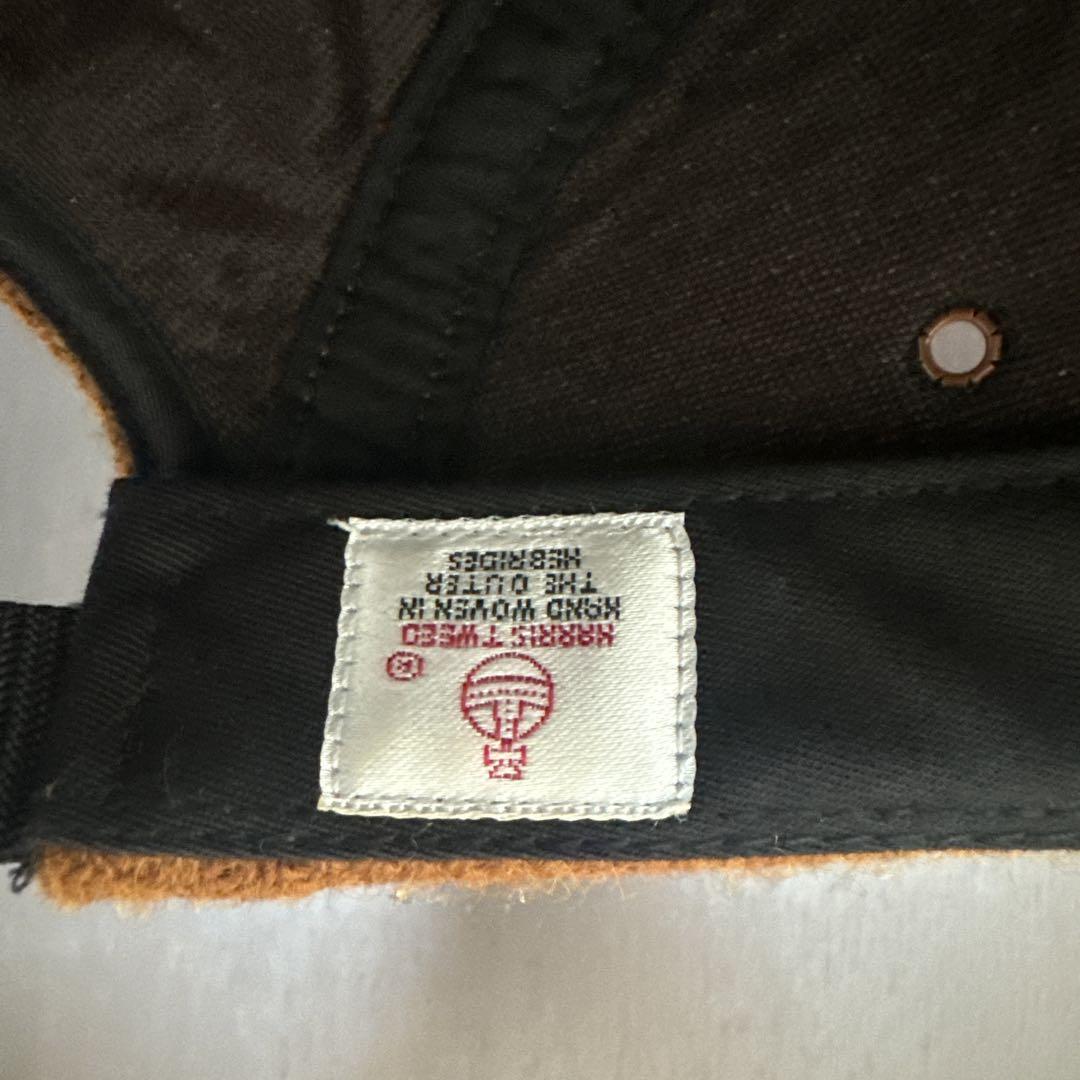 ®
HARRIS TWEED
HAND WOVEN IN
THE OUTER
HEBRIDES